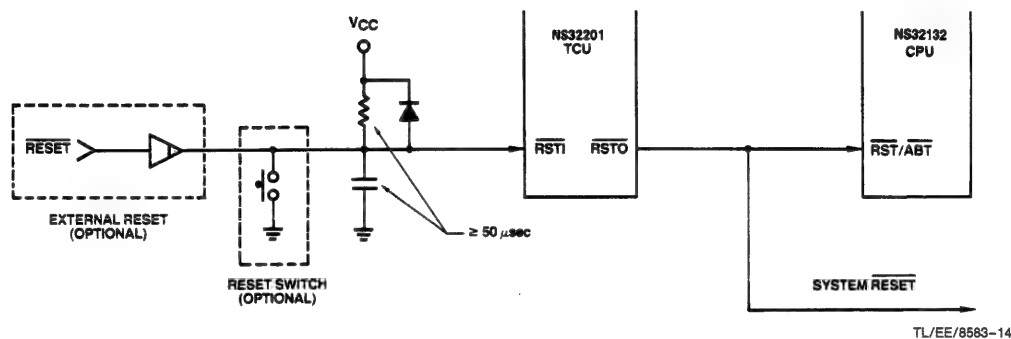 VCC
NS32201
TCU
NS32132
CPU
RESET
RSTI
RSTO
RST/ABT
EXTERNAL RESET
(OPTIONAL)
≥ 50 μsec
RESET SWITCH
(OPTIONAL)
SYSTEM RESET
TL/EE/8583-14